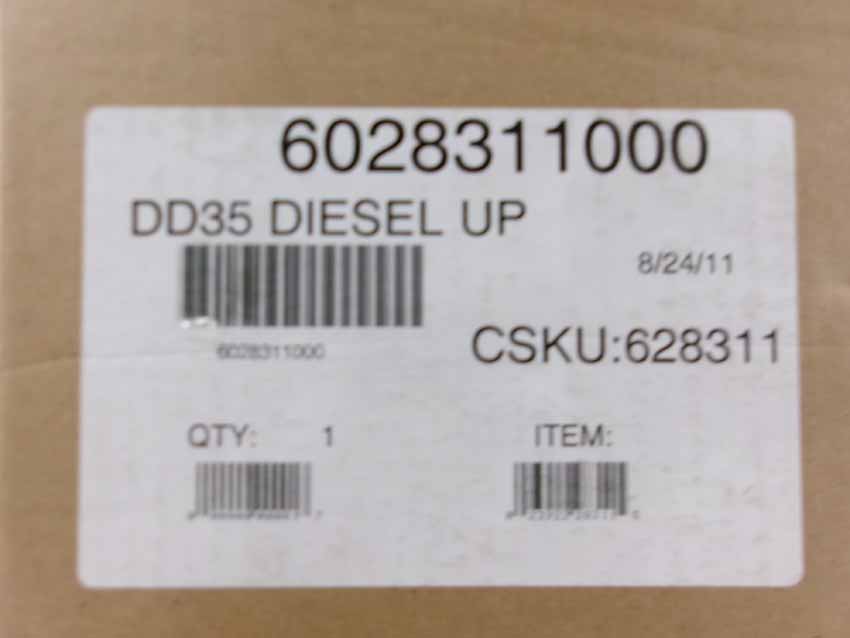 6028311000
DD35 DIESEL UP
8/24/11
6028311000
CSKU:628311
QTY: 1
ITEM: